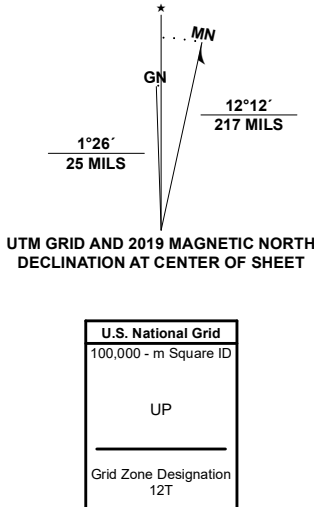 MN
GN
12°12´
217 MILS
1°26´
25 MILS
UTM GRID AND 2019 MAGNETIC NORTH
DECLINATION AT CENTER OF SHEET
U.S. National Grid
100,000 - m Square ID
UP
Grid Zone Designation
12T